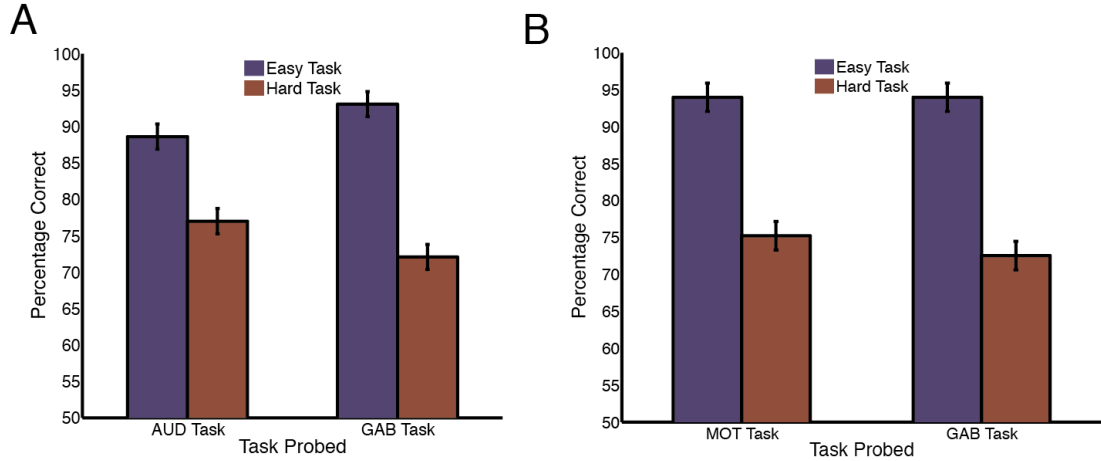 A
100
95
90
85
80
75
70
65
60
55
50
Percentage Correct
Easy Task
Hard Task
AUD Task
GAB Task
Task Probed
B
100
95
90
85
80
75
70
65
60
55
50
Percentage Correct
Easy Task
Hard Task
MOT Task
GAB Task
Task Probed